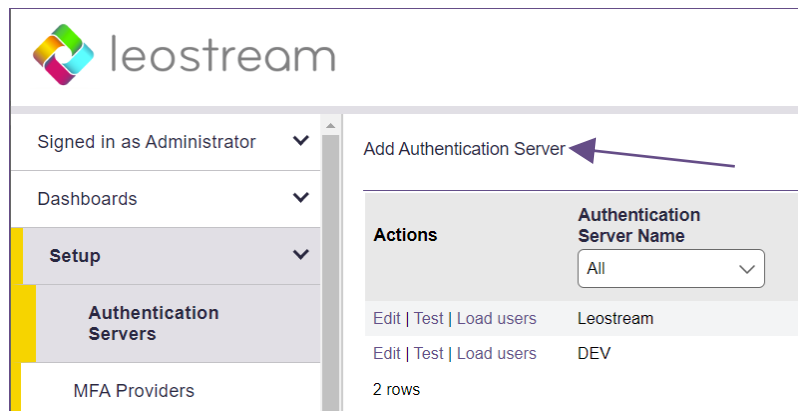 leostream
Signed in as Administrator
Dashboards
Setup
Authentication
Servers
MFA Providers
Add Authentication Server
Actions
Authentication
Server Name
All
Edit | Test | Load users
Leostream
Edit | Test | Load users
DEV
2 rows